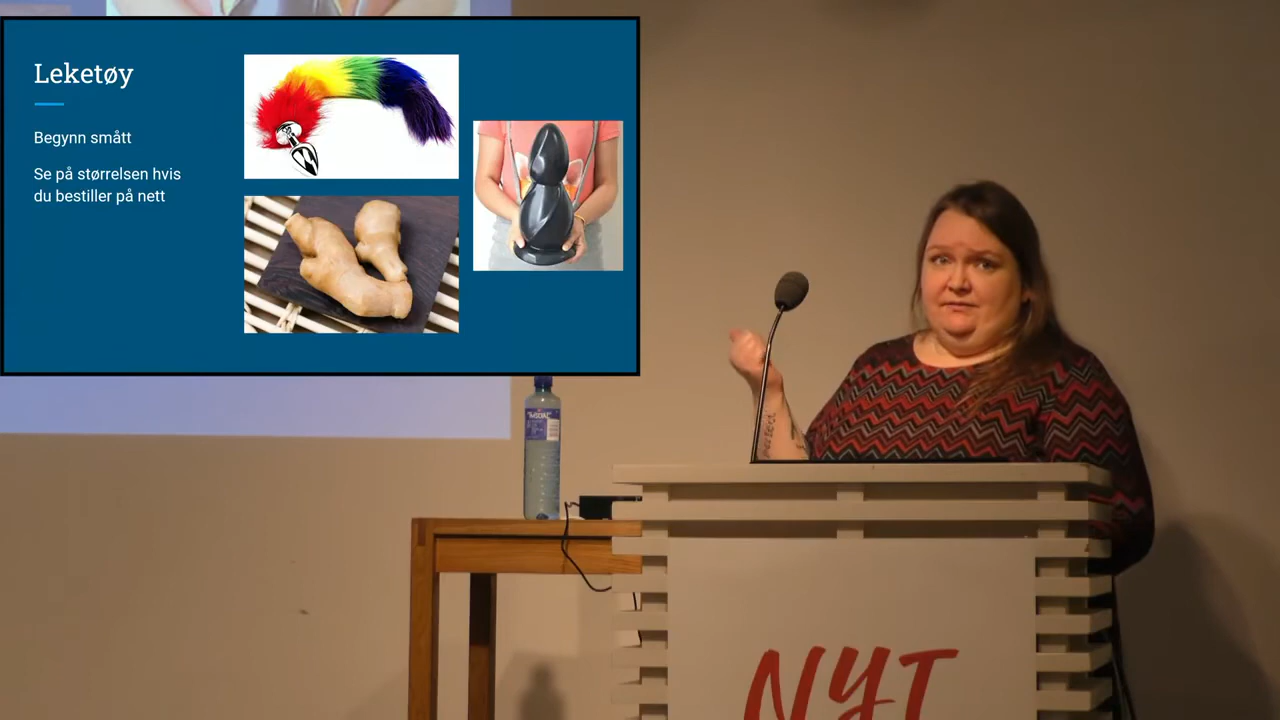 Leketøy
Begynn smått
Se på størrelsen hvis
du bestiller på nett
NYT